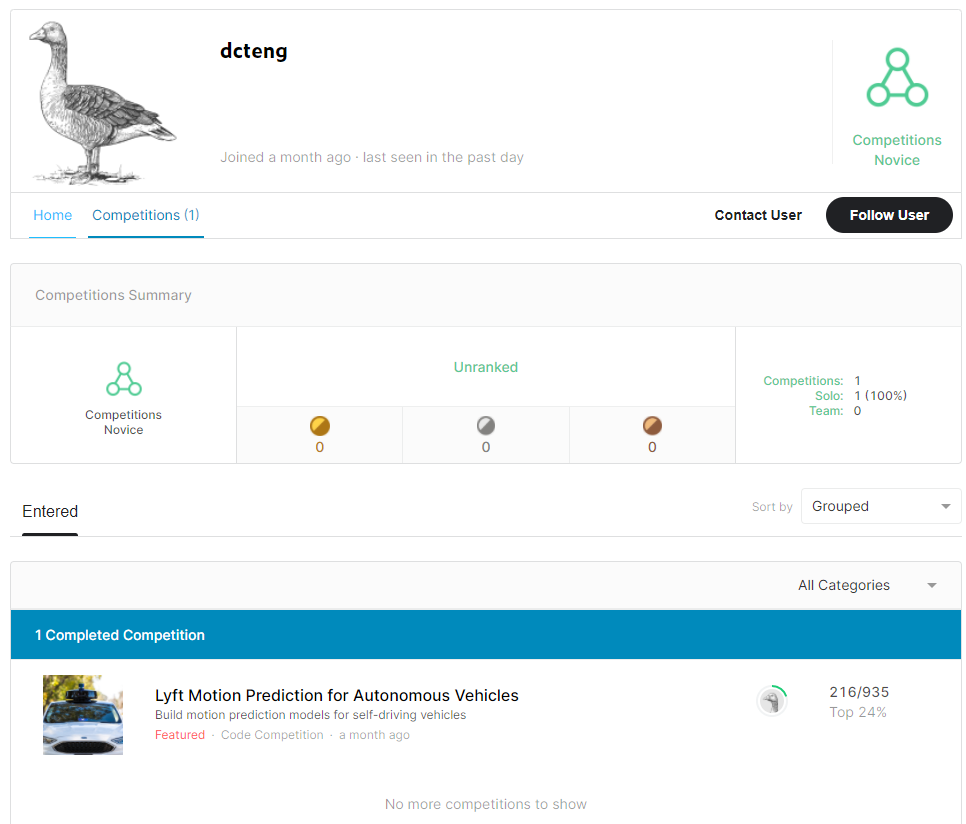 dcteng
Joined a month ago · last seen in the past day
Competitions
Novice
Home
Competitions (1)
Contact User
Follow User
Competitions Summary
Competitions
Novice
Unranked
0
0
0
Competitions: 1
Solo: 1 (100%)
Team: 0
Entered
Sort by
Grouped
All Categories
1 Completed Competition
Lyft Motion Prediction for Autonomous Vehicles
Build motion prediction models for self-driving vehicles
Featured · Code Competition · a month ago
216/935
Top 24%
No more competitions to show